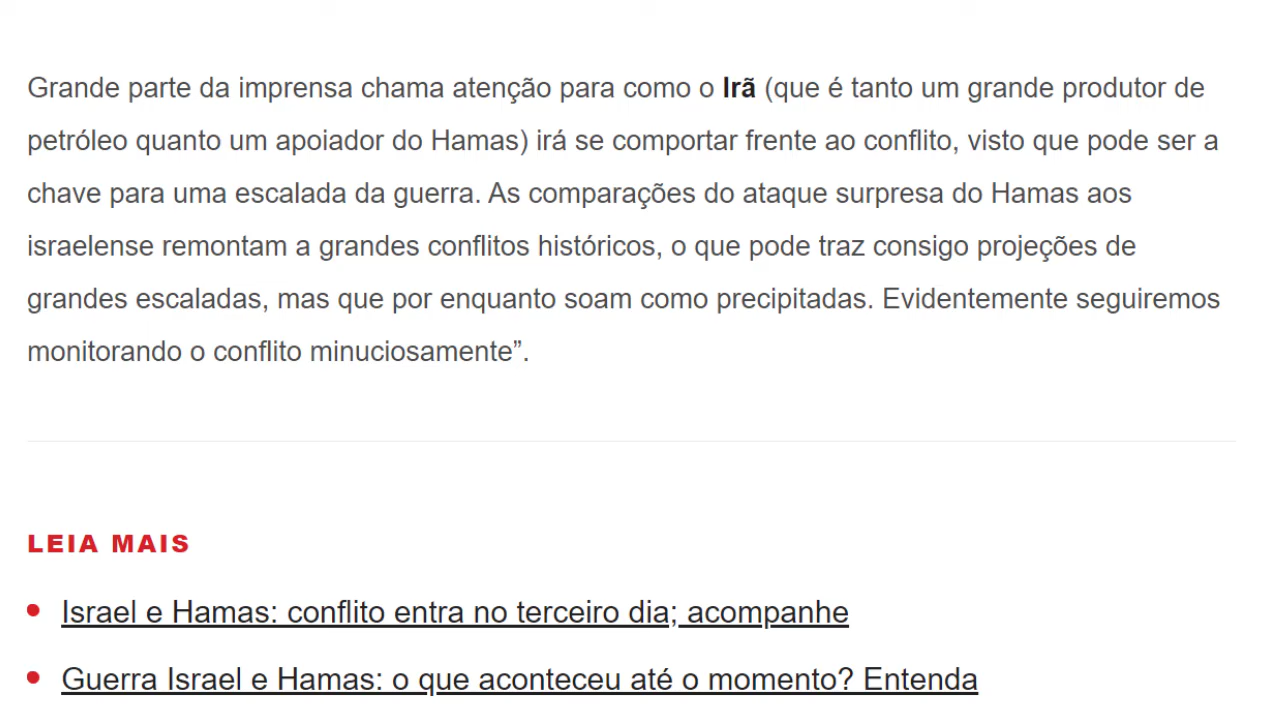 Grande parte da imprensa chama atenção para como o Irã (que é tanto um grande produtor de
petróleo quanto um apoiador do Hamas) irá se comportar frente ao conflito, visto que pode ser a
chave para uma escalada da guerra. As comparações do ataque surpresa do Hamas aos
israelense remontam a grandes conflitos históricos, o que pode traz consigo projeções de
grandes escaladas, mas que por enquanto soam como precipitadas. Evidentemente seguiremos
monitorando o conflito minuciosamente”.
LEIA MAIS
Israel e Hamas: conflito entra no terceiro dia; acompanhe
Guerra Israel e Hamas: o que aconteceu até o momento? Entenda